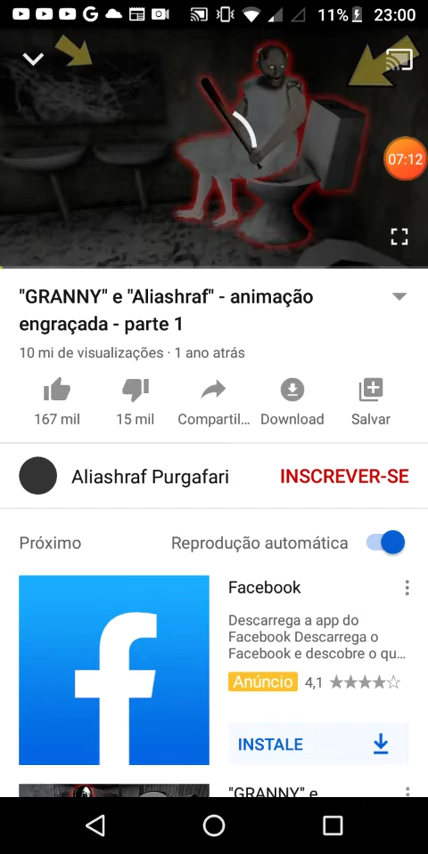 11% 23:00
07:12
"GRANNY" e "Aliashraf" - animação
engraçada - parte 1
10 mi de visualizações · 1 ano atrás
167 mil 15 mil Compartil... Download Salvar
Aliashraf Purgafari INSCREVER-SE
Próximo Reprodução automática
Facebook
Descarrega a app do
Facebook Descarrega o
Facebook e descobre o qu...
Anúncio 4,1
INSTALE
"GRANNY" e